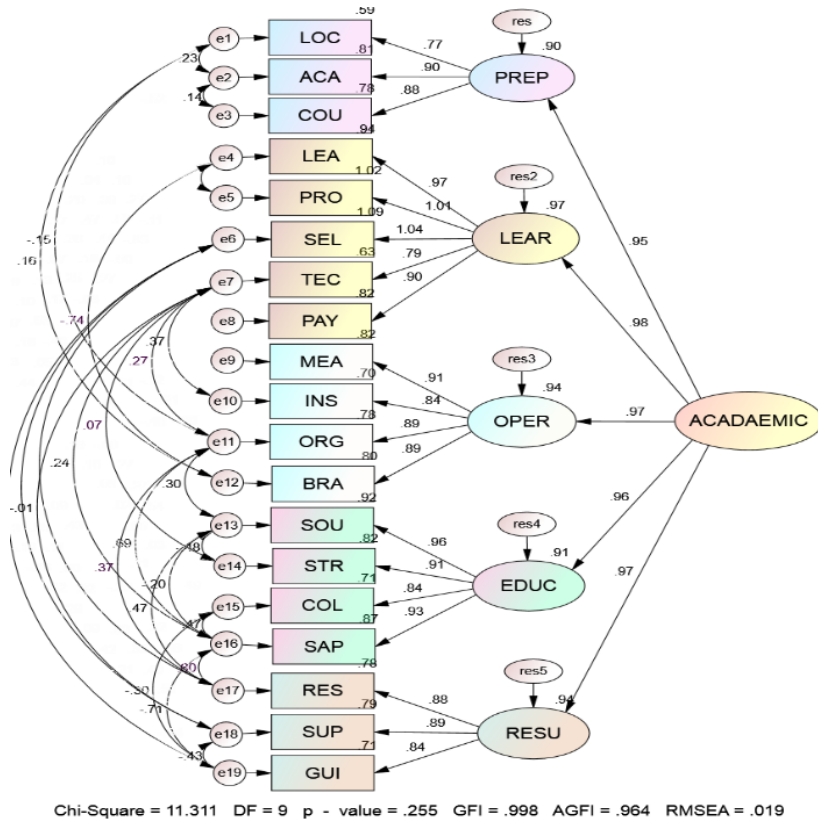 .59
res
e1
LOC
.77
.90
.81
.23
e2
ACA
.90
PREP
.78
.14
e3
COU
.88
.94
e4
LEA
res2
1.02
.97
.97
e5
PRO
1.01
.95
1.09
-.15
e6
SEL
1.04
LEAR
.63
.16
e7
TEC
.79
.82
.90
.98
-.74
e8
PAY
.82
.37
res3
e9
MEA
.27
.70
.91
.94
e10
INS
.84
.97
.78
OPER
ACADAEMIC
.07
e11
ORG
.89
.80
.24
e12
BRA
.89
.30
.92
.96
-.01
e13
SOU
res4
.82
.96
.69
-.18
.91
e14
STR
.91
.97
.37
-.20
.71
EDUC
.47
e15
COL
.84
.87
.47
e16
SAP
.93
.78
res5
e17
RES
.88
.94
-.30
.79
-.71
e18
SUP
.89
RESU
.71
-.43
e19
GUI
.84
Chi-Square = 11.311 DF = 9 p - value = .255 GFI = .998 AGFI = .964 RMSEA = .019